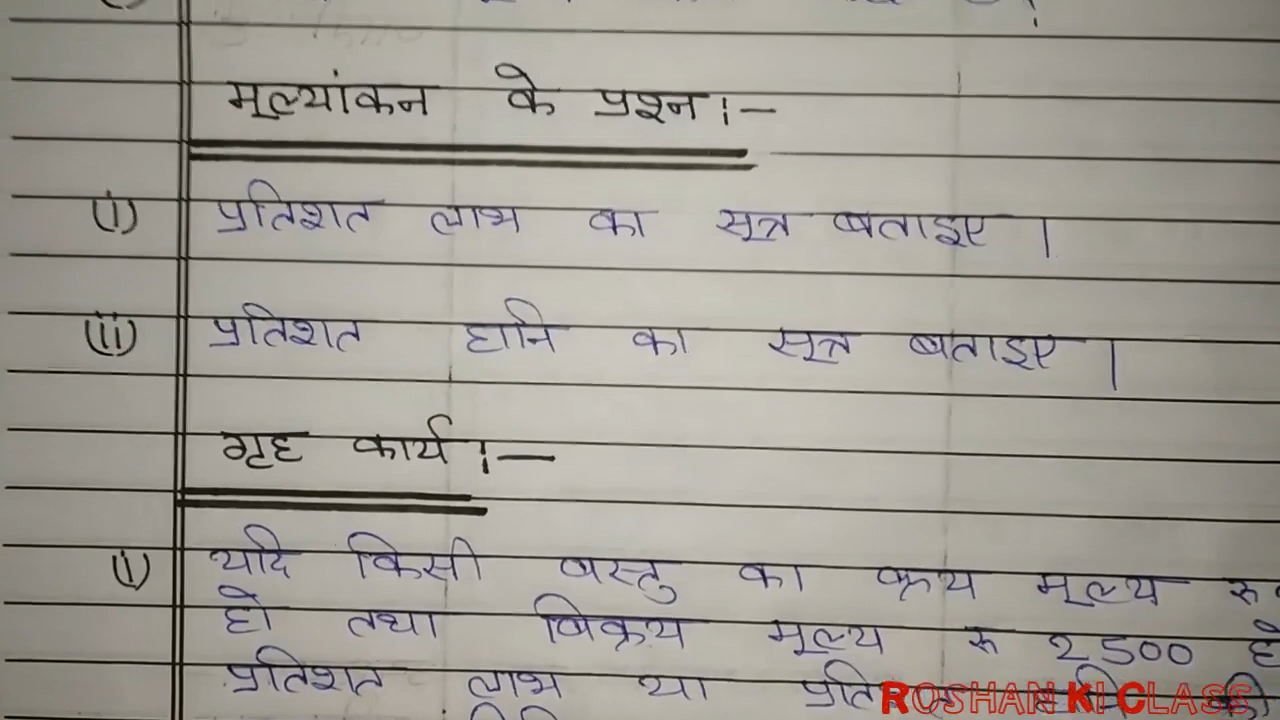 मूल्यांकन के प्रश्न :-
(i) प्रतिशत लाभ का सूत्र बताइए ।
(ii) प्रतिशत हानि का सूत्र बताइए ।
गृह कार्य :-
(i) यदि किसी वस्तु का क्रय मूल्य रु
हो तथा विक्रय मूल्य रु 2500 हो
प्रतिशत लाभ या
ROSHAN KI CLASS